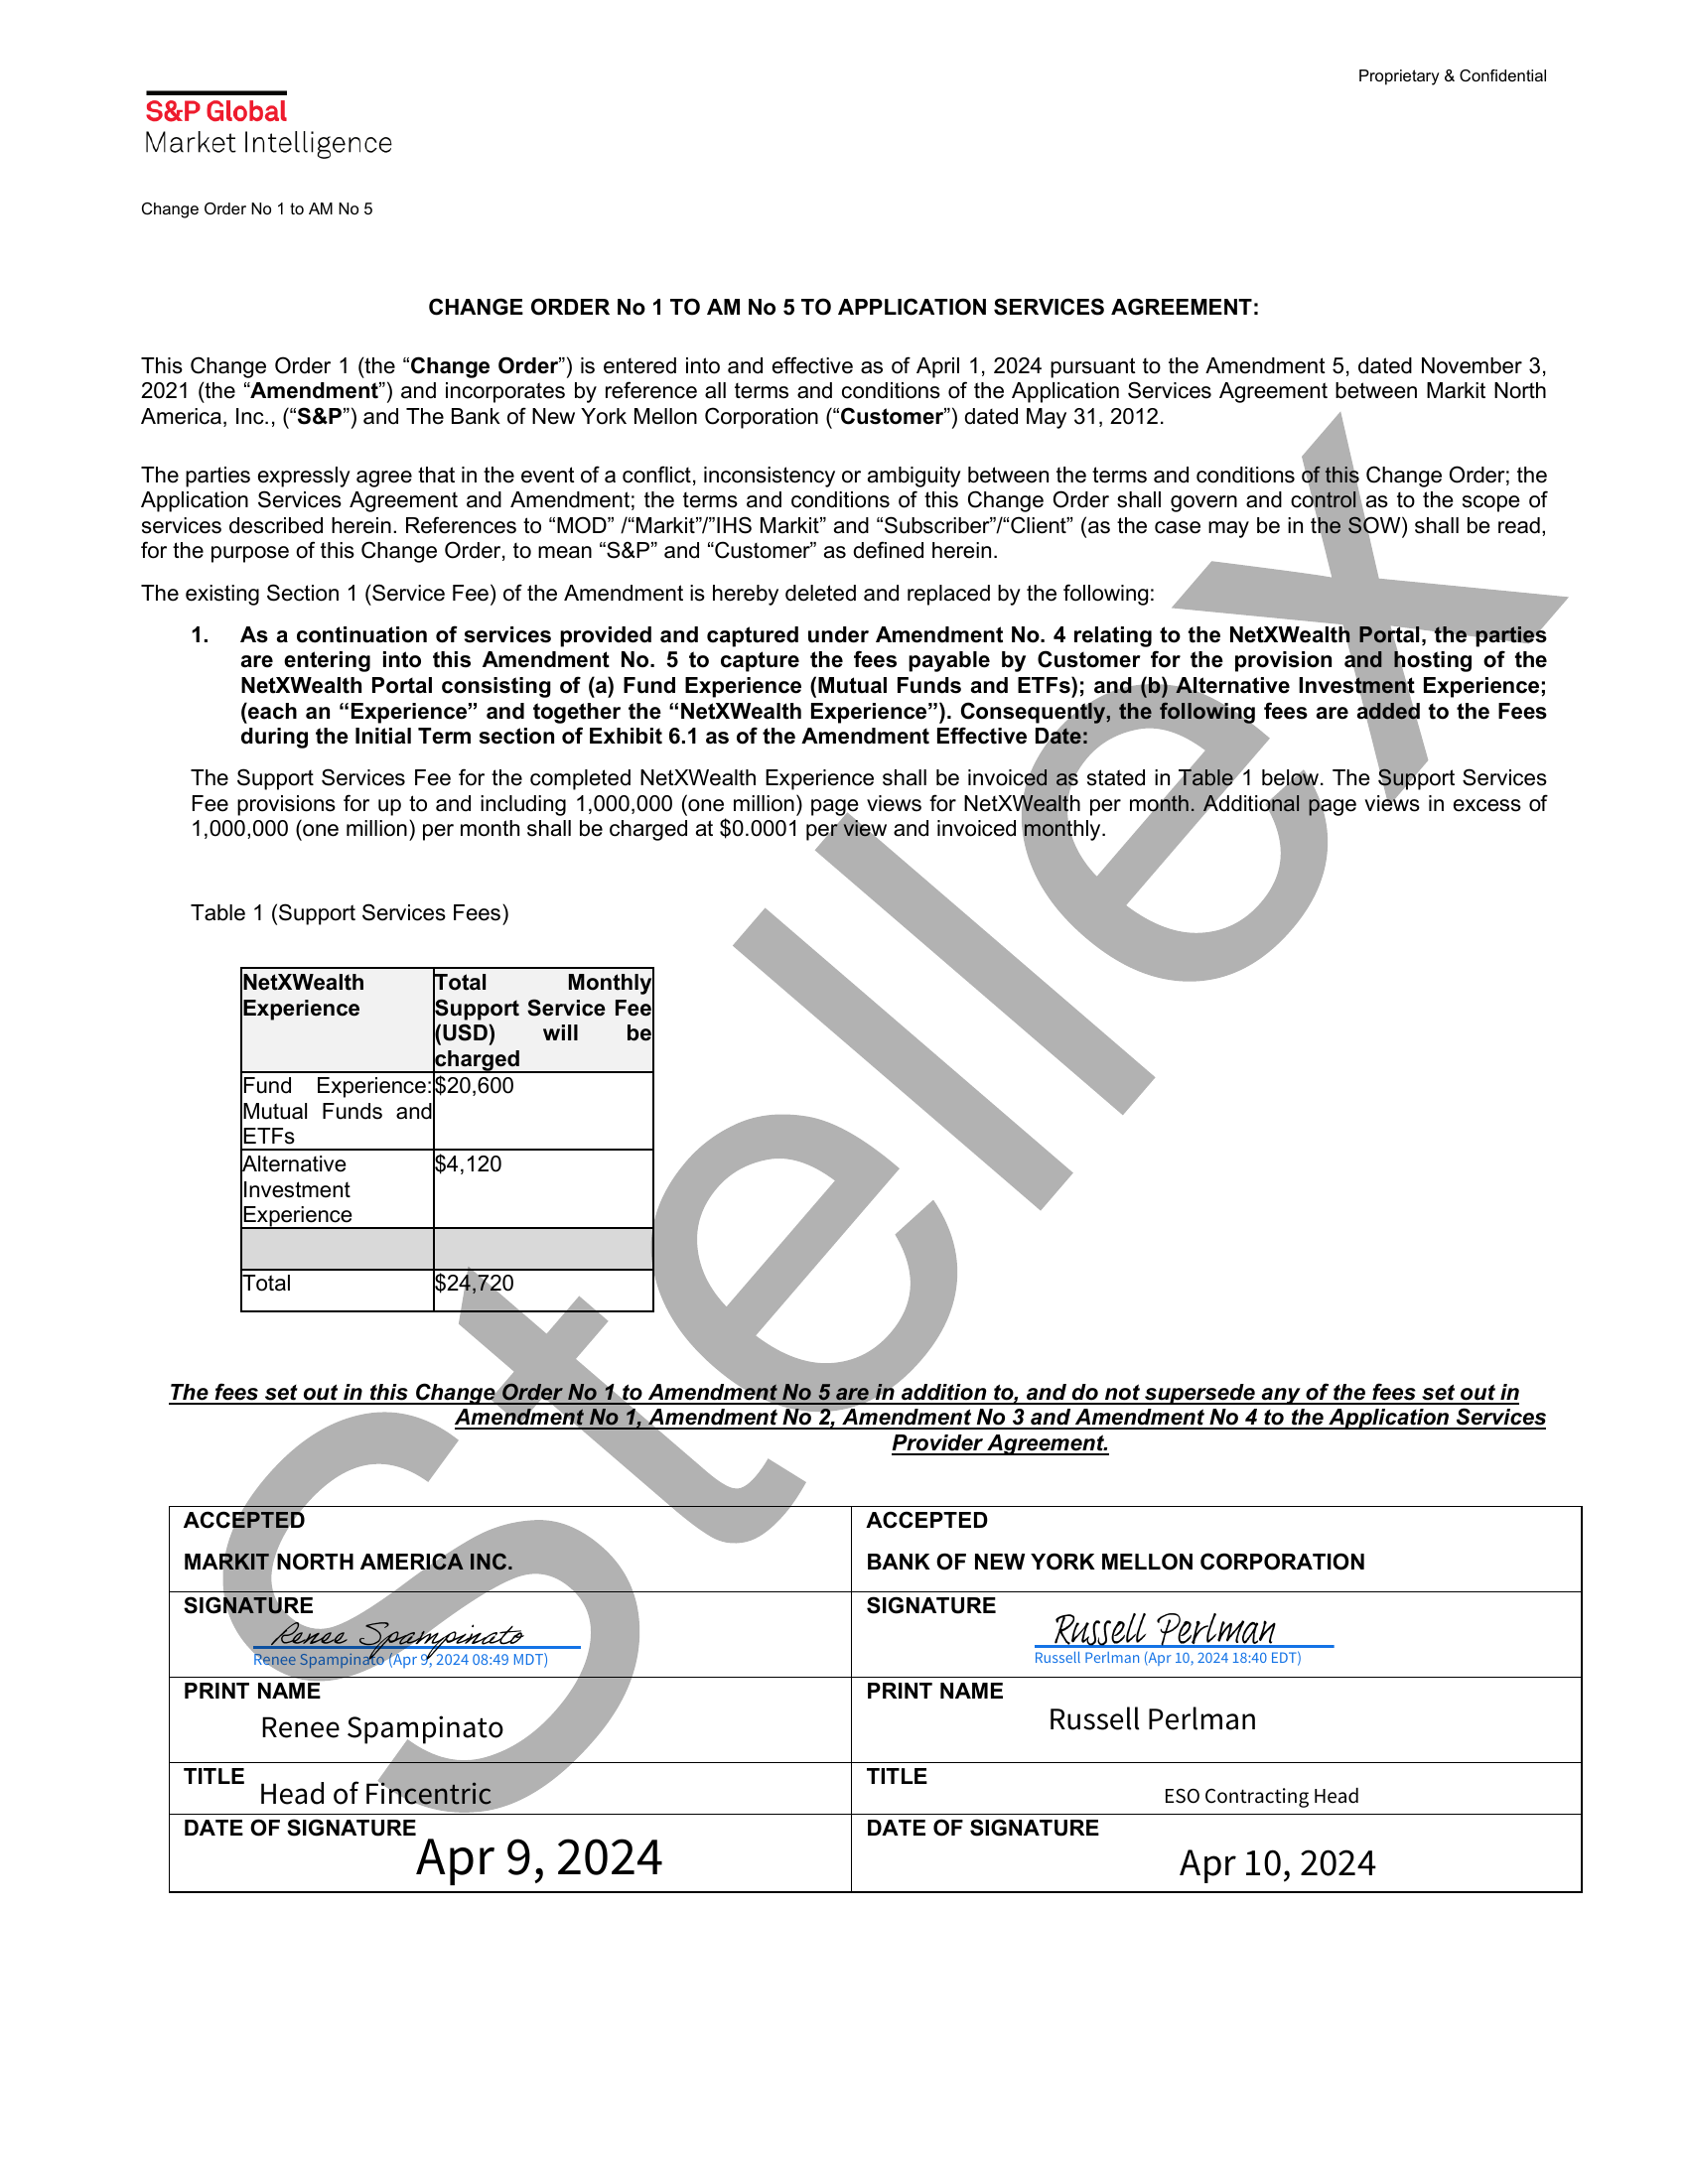 Proprietary & Confidential
S&P Global
Market Intelligence
Change Order No 1 to AM No 5
CHANGE ORDER No 1 TO AM No 5 TO APPLICATION SERVICES AGREEMENT:
This Change Order 1 (the “Change Order”) is entered into and effective as of April 1, 2024 pursuant to the Amendment 5, dated November 3,
2021 (the “Amendment”) and incorporates by reference all terms and conditions of the Application Services Agreement between Markit North
America, Inc., (“S&P”) and The Bank of New York Mellon Corporation (“Customer”) dated May 31, 2012.
The parties expressly agree that in the event of a conflict, inconsistency or ambiguity between the terms and conditions of this Change Order; the
Application Services Agreement and Amendment; the terms and conditions of this Change Order shall govern and control as to the scope of
services described herein. References to “MOD” /“Markit”/”IHS Markit” and “Subscriber”/“Client” (as the case may be in the SOW) shall be read,
for the purpose of this Change Order, to mean “S&P” and “Customer” as defined herein.
The existing Section 1 (Service Fee) of the Amendment is hereby deleted and replaced by the following:
1. As a continuation of services provided and captured under Amendment No. 4 relating to the NetXWealth Portal, the parties
are entering into this Amendment No. 5 to capture the fees payable by Customer for the provision and hosting of the
NetXWealth Portal consisting of (a) Fund Experience (Mutual Funds and ETFs); and (b) Alternative Investment Experience;
(each an “Experience” and together the “NetXWealth Experience”). Consequently, the following fees are added to the Fees
during the Initial Term section of Exhibit 6.1 as of the Amendment Effective Date:
The Support Services Fee for the completed NetXWealth Experience shall be invoiced as stated in Table 1 below. The Support Services
Fee provisions for up to and including 1,000,000 (one million) page views for NetXWealth per month. Additional page views in excess of
1,000,000 (one million) per month shall be charged at $0.0001 per view and invoiced monthly.
Table 1 (Support Services Fees)
NetXWealth
Experience
Total Monthly
Support Service Fee
(USD) will be
charged
Fund Experience:
Mutual Funds and
ETFs
$20,600
Alternative
Investment
Experience
$4,120
Total
$24,720
The fees set out in this Change Order No 1 to Amendment No 5 are in addition to, and do not supersede any of the fees set out in
Amendment No 1, Amendment No 2, Amendment No 3 and Amendment No 4 to the Application Services
Provider Agreement.
ACCEPTED
MARKIT NORTH AMERICA INC.
ACCEPTED
BANK OF NEW YORK MELLON CORPORATION
SIGNATURE
Renee Spampinato
Renee Spampinato (Apr 9, 2024 08:49 MDT)
SIGNATURE
Russell Perlman
Russell Perlman (Apr 10, 2024 18:40 EDT)
PRINT NAME
Renee Spampinato
PRINT NAME
Russell Perlman
TITLE Head of Fincentric
TITLE ESO Contracting Head
DATE OF SIGNATURE Apr 9, 2024
DATE OF SIGNATURE Apr 10, 2024
Stellex